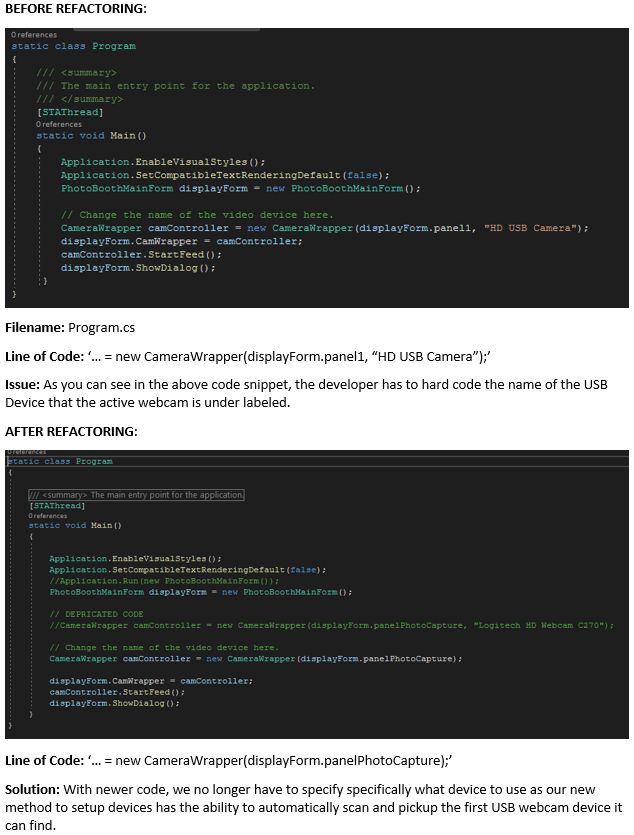 BEFORE REFACTORING:
0 references
static class Program
{
/// <summary>
/// The main entry point for the application.
/// </summary>
[STAThread]
0 references
static void Main()
{
Application.EnableVisualStyles();
Application.SetCompatibleTextRenderingDefault(false);
PhotoBoothMainForm displayForm = new PhotoBoothMainForm();
// Change the name of the video device here.
CameraWrapper camController = new CameraWrapper(displayForm.panel1, "HD USB Camera");
displayForm.CamWrapper = camController;
camController.StartFeed();
displayForm.ShowDialog();
}
}
Filename: Program.cs
Line of Code: ‘… = new CameraWrapper(displayForm.panel1, “HD USB Camera”);’
Issue: As you can see in the above code snippet, the developer has to hard code the name of the USB
Device that the active webcam is under labeled.
AFTER REFACTORING:
0 references
static class Program
{
/// <summary> The main entry point for the application.
[STAThread]
0 references
static void Main()
{
Application.EnableVisualStyles();
Application.SetCompatibleTextRenderingDefault(false);
//Application.Run(new PhotoBoothMainForm());
PhotoBoothMainForm displayForm = new PhotoBoothMainForm();
// DEPRICATED CODE
//CameraWrapper camController = new CameraWrapper(displayForm.panelPhotoCapture, "Logitech HD Webcam C270");
// Change the name of the video device here.
CameraWrapper camController = new CameraWrapper(displayForm.panelPhotoCapture);
displayForm.CamWrapper = camController;
camController.StartFeed();
displayForm.ShowDialog();
}
}
Line of Code: ‘… = new CameraWrapper(displayForm.panelPhotoCapture);’
Solution: With newer code, we no longer have to specify specifically what device to use as our new
method to setup devices has the ability to automatically scan and pickup the first USB webcam device it
can find.